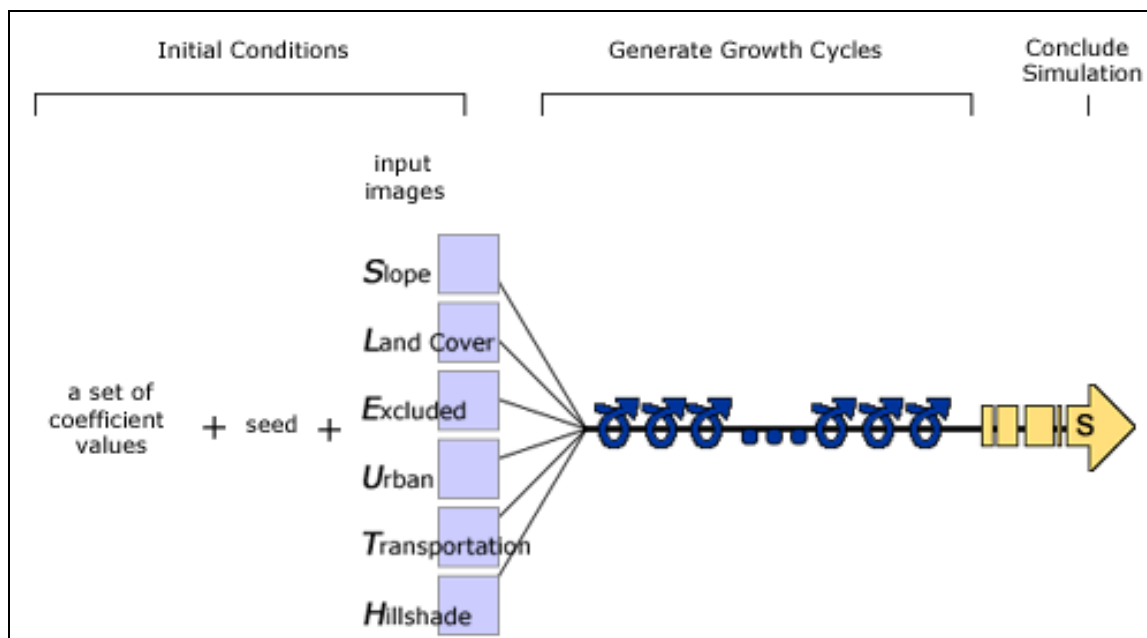 Initial Conditions
Generate Growth Cycles
Conclude
Simulation
input
images
Slope
Land Cover
Excluded
Urban
Transportation
Hillshade
a set of
coefficient
values
+ seed +
S